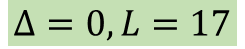 Δ = 0, L = 17